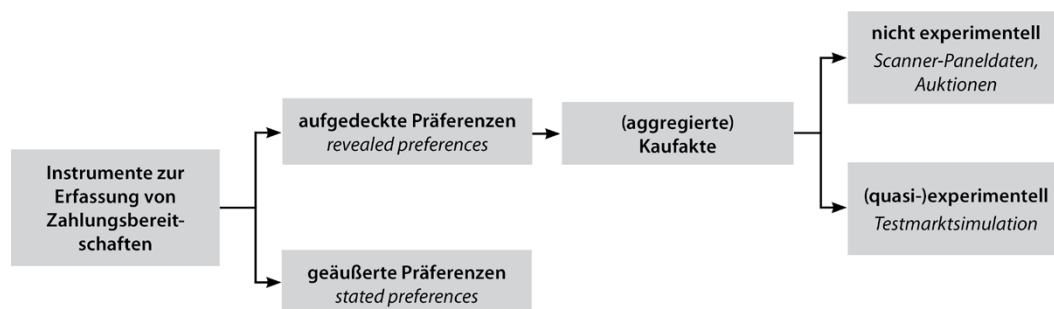 Instrumente zur
Erfassung von
Zahlungsbereit-
schaften
aufgedeckte Präferenzen
revealed preferences
geäußerte Präferenzen
stated preferences
(aggregierte)
Kaufakte
nicht experimentell
Scanner-Paneldaten,
Auktionen
(quasi-)experimentell
Testmarktsimulation